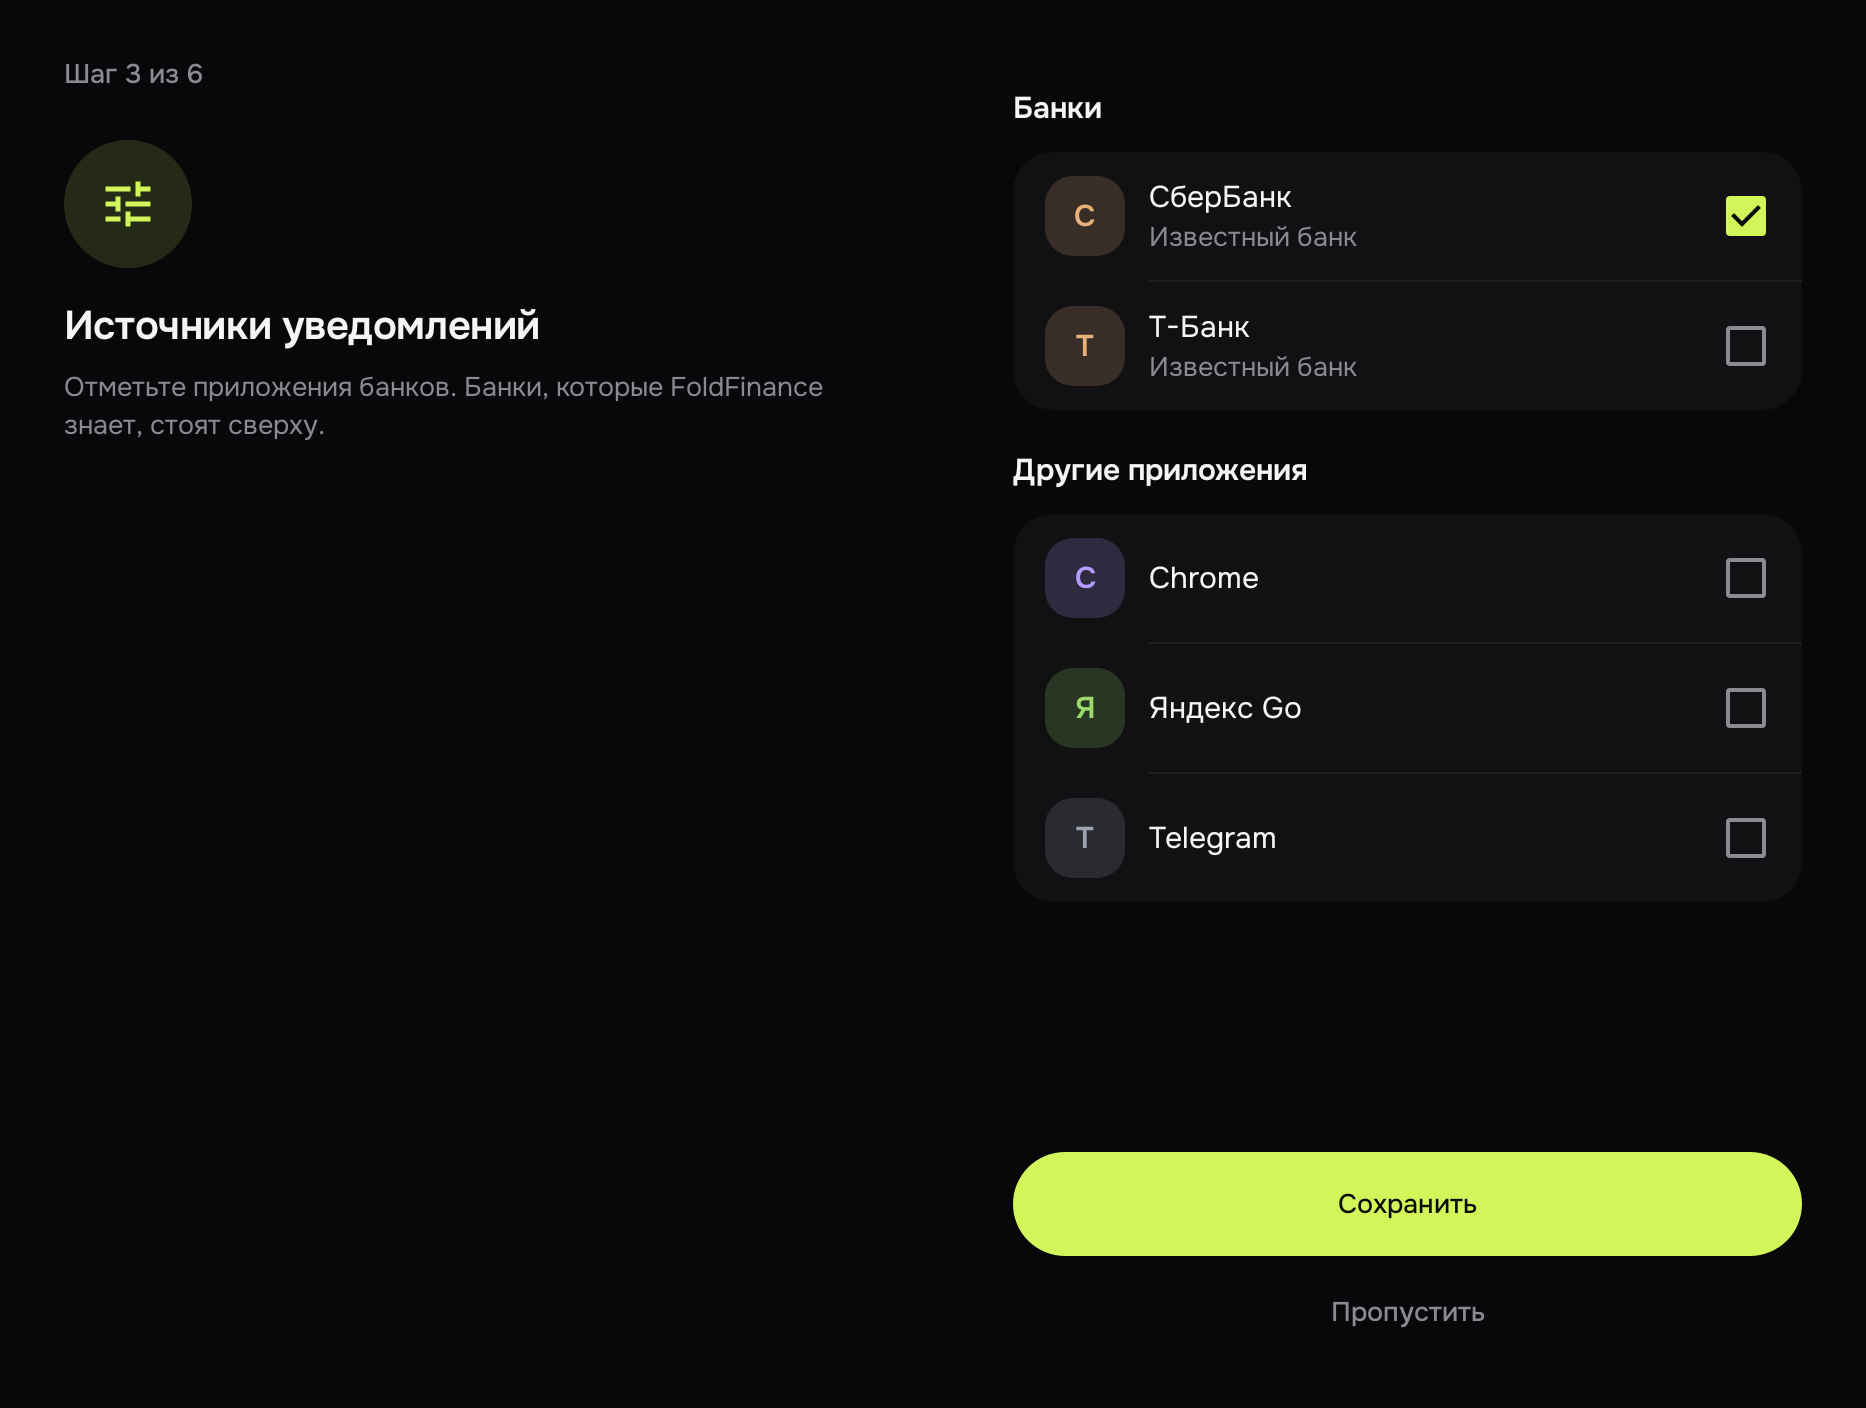 Шаг 3 из 6
Источники уведомлений
Отметьте приложения банков. Банки, которые FoldFinance
знает, стоят сверху.
Банки
С
СберБанк
Известный банк
Т
Т-Банк
Известный банк
Другие приложения
C
Chrome
Я
Яндекс Go
T
Telegram
Сохранить
Пропустить